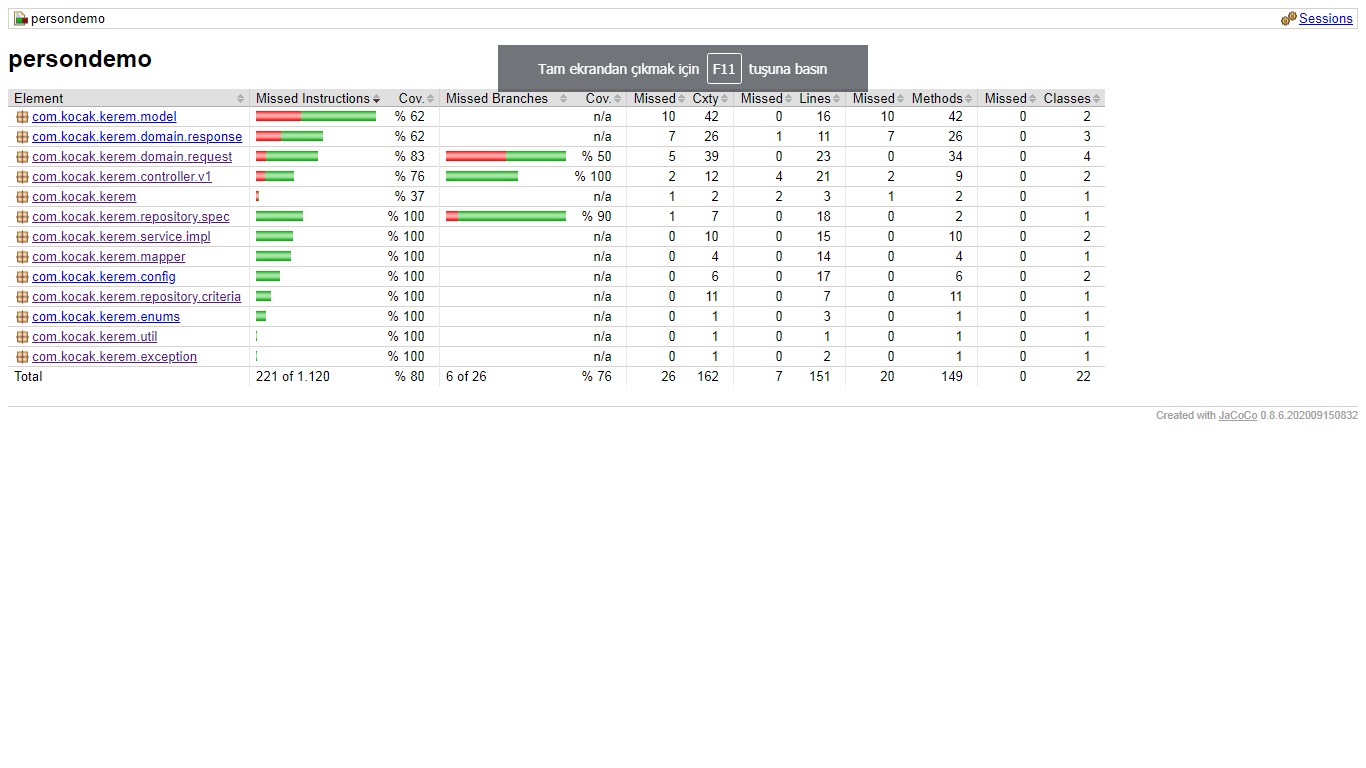 persondemo Sessions
persondemo
Tam ekrandan çıkmak için F11 tuşuna basın
Element Missed Instructions Cov. Missed Branches Cov. Missed Cxty Missed Lines Missed Methods Missed Classes
com.kocak.kerem.model % 62 n/a 10 42 0 16 10 42 0 2
com.kocak.kerem.domain.response % 62 n/a 7 26 1 11 7 26 0 3
com.kocak.kerem.domain.request % 83 % 50 5 39 0 23 0 34 0 4
com.kocak.kerem.controller.v1 % 76 % 100 2 12 4 21 2 9 0 2
com.kocak.kerem % 37 n/a 1 2 2 3 1 2 0 1
com.kocak.kerem.repository.spec % 100 % 90 1 7 0 18 0 2 0 1
com.kocak.kerem.service.impl % 100 n/a 0 10 0 15 0 10 0 2
com.kocak.kerem.mapper % 100 n/a 0 4 0 14 0 4 0 1
com.kocak.kerem.config % 100 n/a 0 6 0 17 0 6 0 2
com.kocak.kerem.repository.criteria % 100 n/a 0 11 0 7 0 11 0 1
com.kocak.kerem.enums % 100 n/a 0 1 0 3 0 1 0 1
com.kocak.kerem.util % 100 n/a 0 1 0 1 0 1 0 1
com.kocak.kerem.exception % 100 n/a 0 1 0 2 0 1 0 1
Total 221 of 1.120 % 80 6 of 26 % 76 26 162 7 151 20 149 0 22
Created with JaCoCo 0.8.6.202009150832